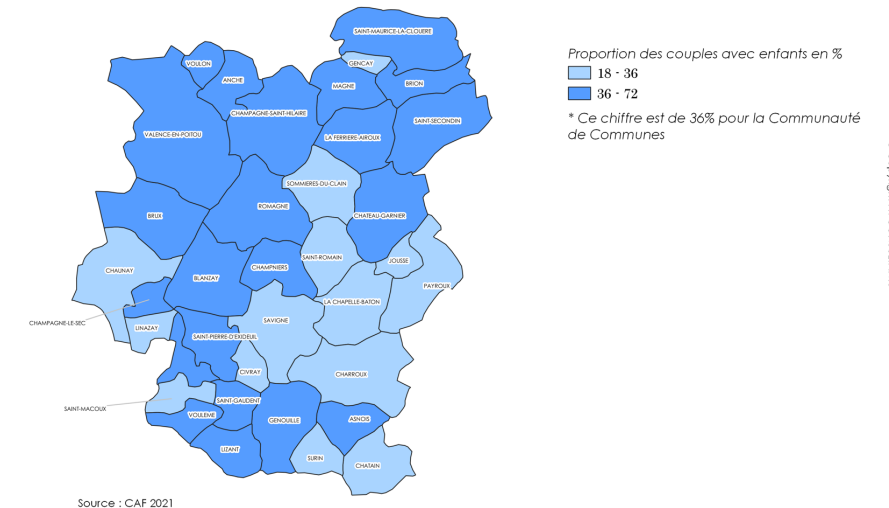 SAINT-MAURICE-LA-CLOUERE
VOULON
GENCAY
ANCHE
MAGNE
BRION
CHAMPAGNE-SAINT-HILAIRE
SAINT-SECONDIN
VALENCE-EN-POITOU
LA FERRIERE-AIROUX
SOMMIERES-DU-CLAIN
ROMAGNE
BRUX
CHATEAU-GARNIER
SAINT-ROMAIN
JOUSSE
CHAUNAY
CHAMPNIERS
BLANZAY
PAYROUX
LA CHAPELLE-BATON
CHAMPAGNE-LE-SEC
LINAZAY
SAVIGNE
SAINT-PIERRE-D'EXIDEUIL
CIVRAY
CHARROUX
SAINT-MACOUX
SAINT-GAUDENT
VOULEME
GENOUILLE
ASNOIS
LIZANT
SURIN
CHATAIN
Proportion des couples avec enfants en %
18 - 36
36 - 72
* Ce chiffre est de 36% pour la Communauté
de Communes
Source : CAF 2021